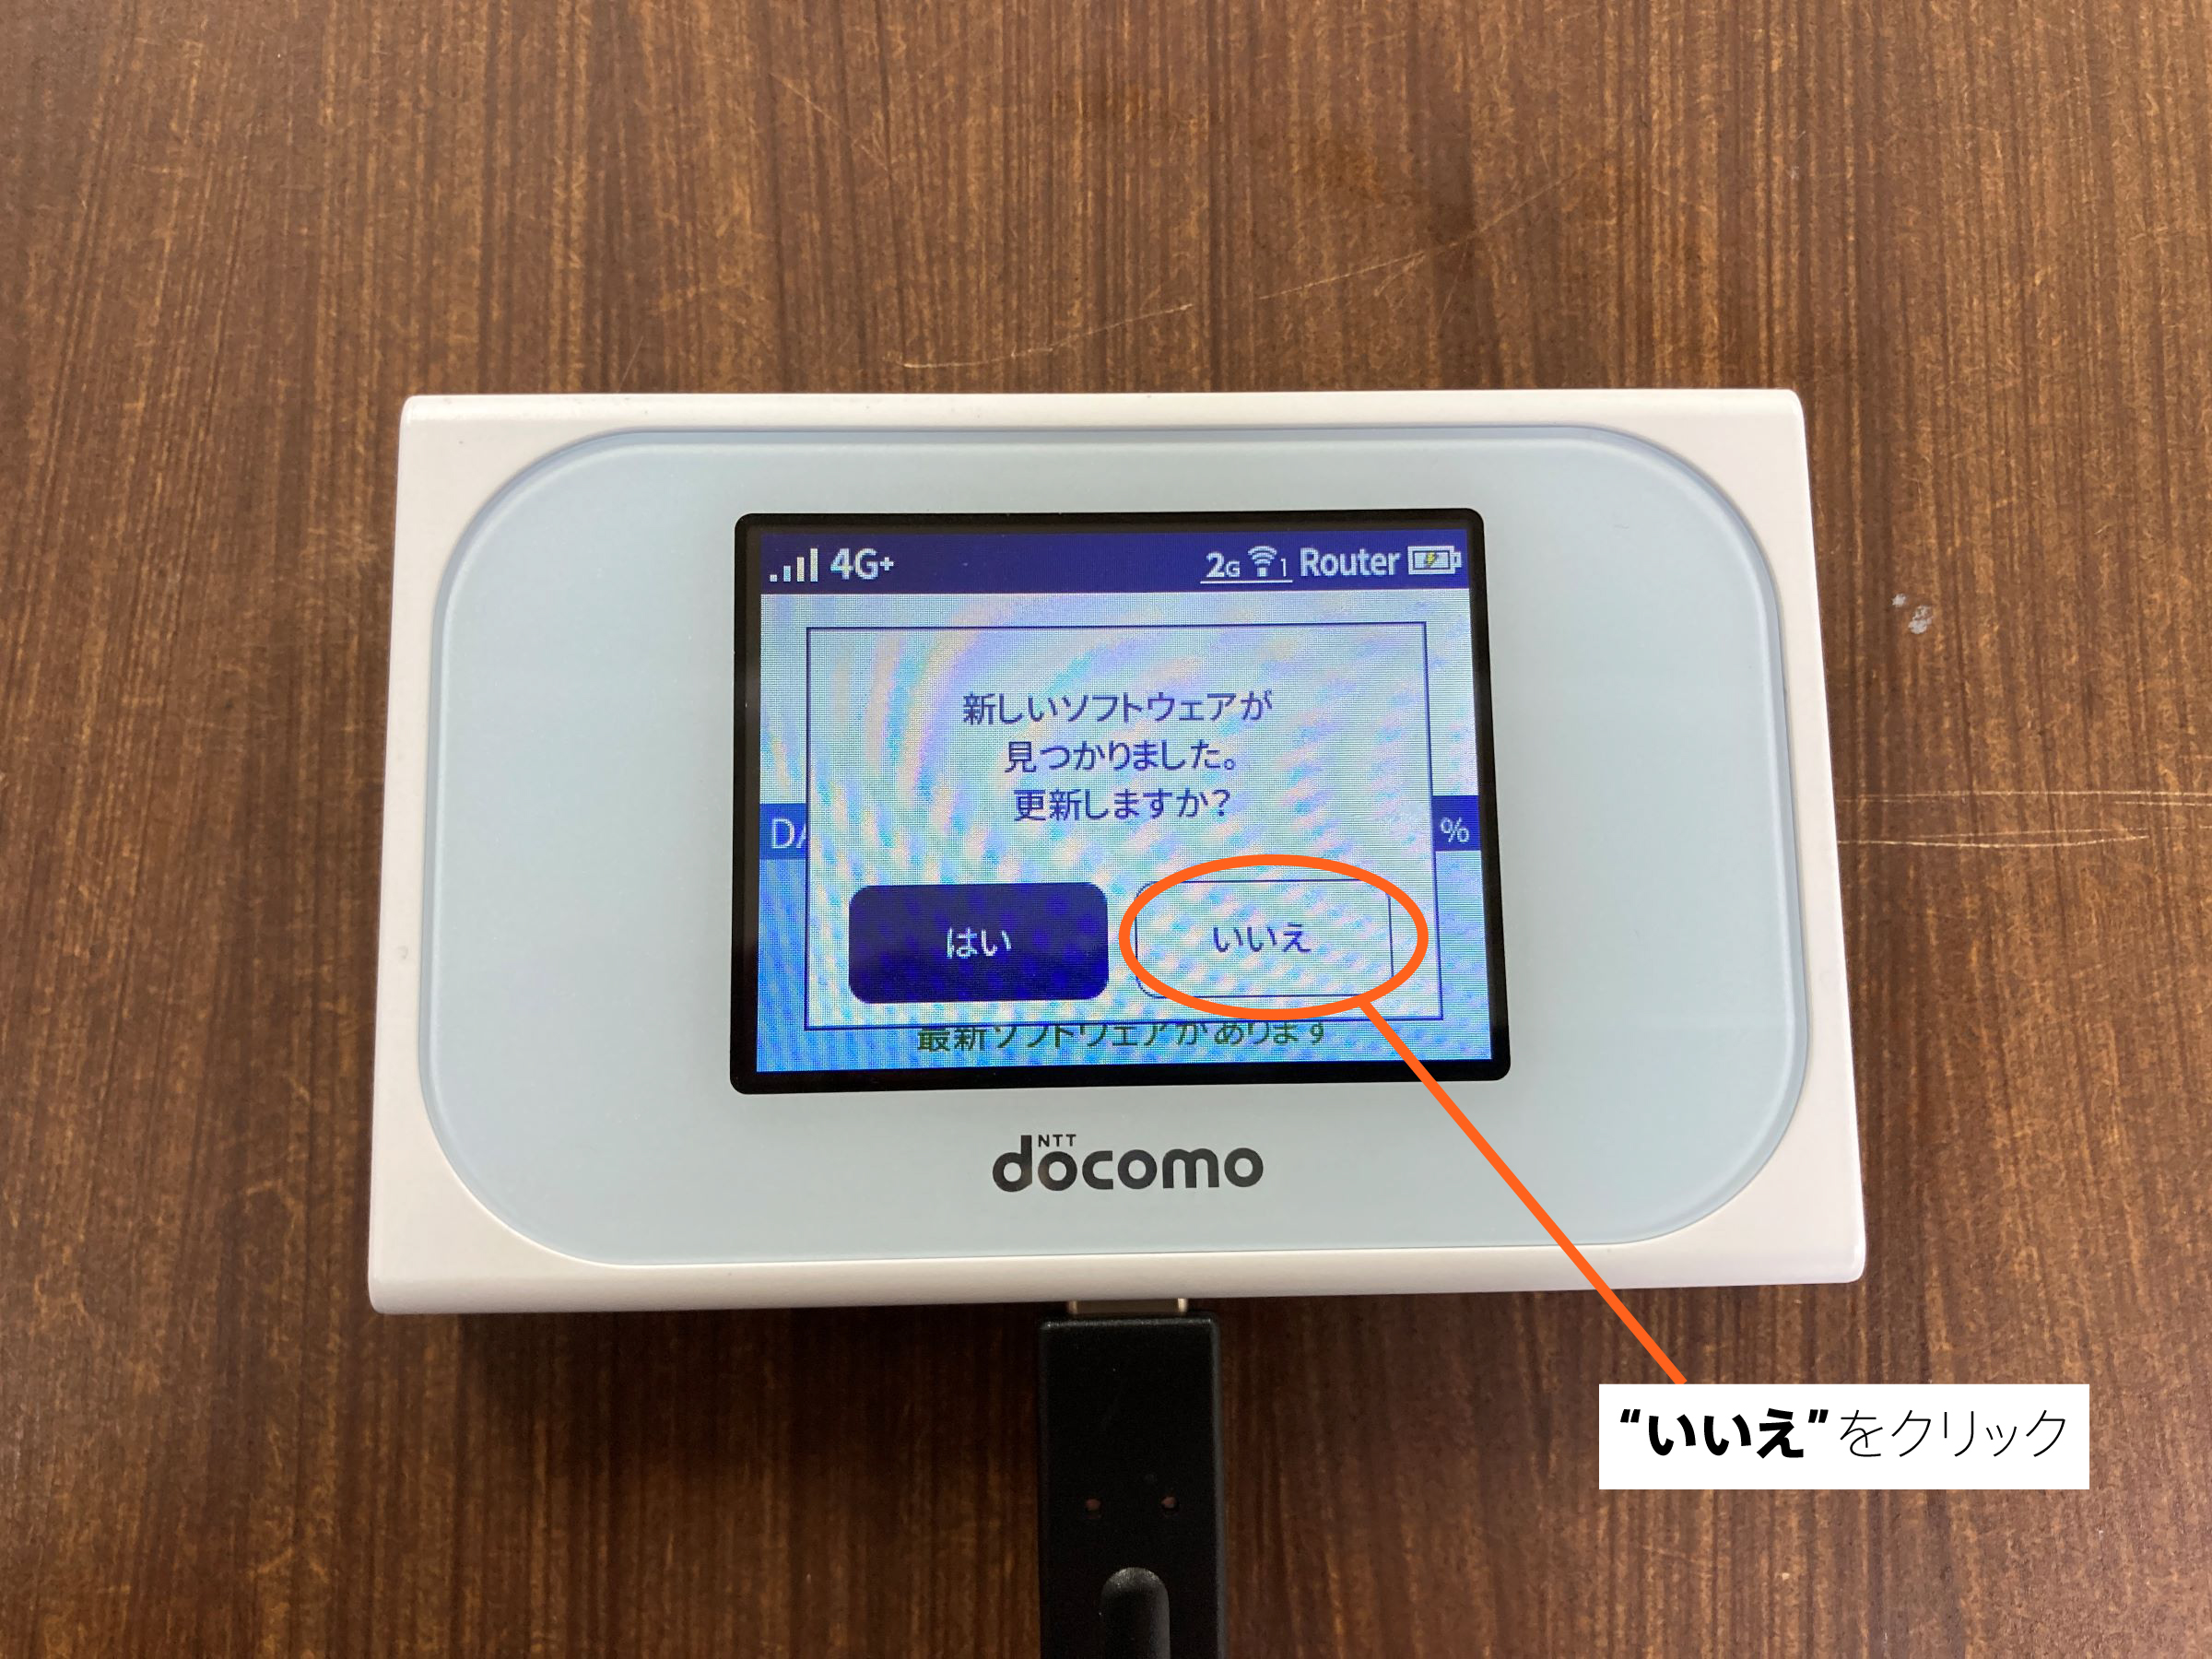 4G+
2G 1 Router
新しいソフトウェアが
見つかりました。
更新しますか?
DA
%
はい
いいえ
最新ソフトウェアがあります
NTT
docomo
“いいえ”をクリック